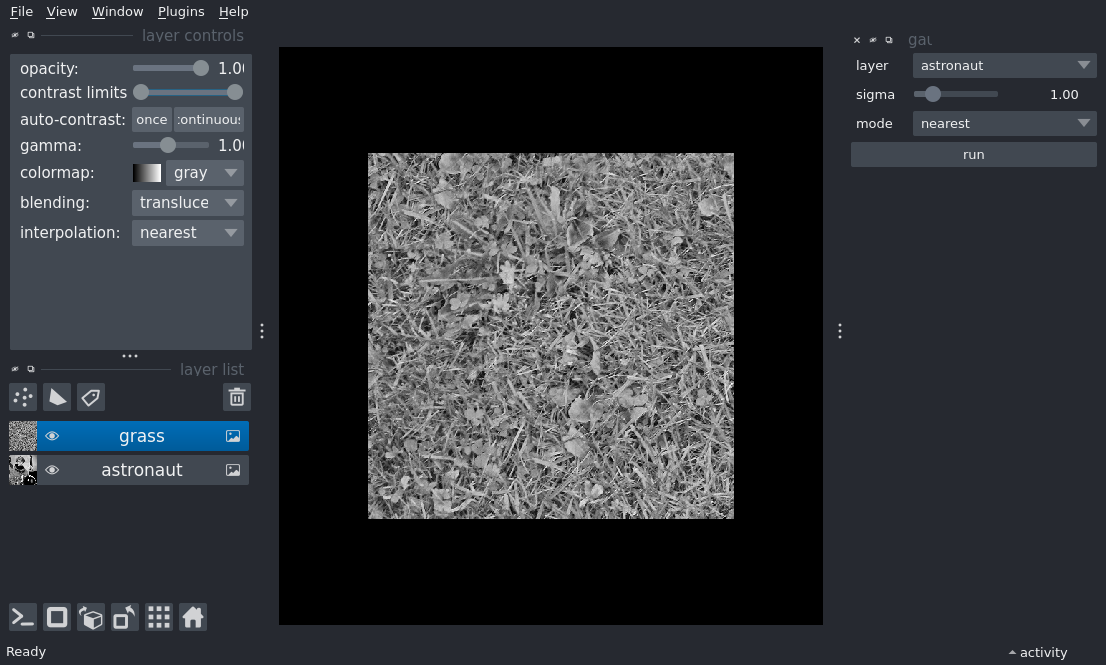 File View Window Plugins Help
layer controls
opacity: 1.00
contrast limits
auto-contrast: once continuous
gamma: 1.00
colormap: gray
blending: transluce
interpolation: nearest
layer list
grass
astronaut
Ready
gau
layer astronaut
sigma 1.00
mode nearest
run
activity